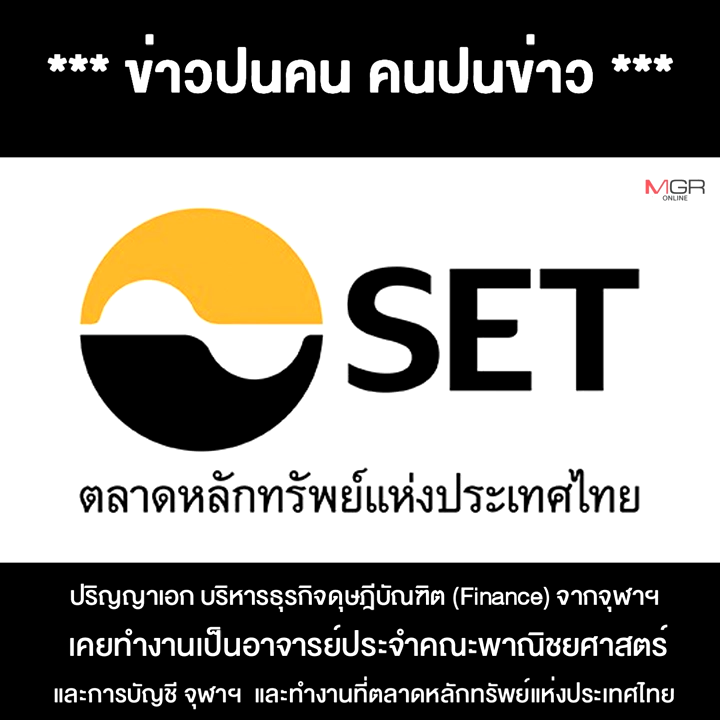 *** ข่าวปนคน คนปนข่าว ***
MGR
ONLINE
SET
ตลาดหลักทรัพย์แห่งประเทศไทย
ปริญญาเอก บริหารธุรกิจดุษฎีบัณฑิต (Finance) จากจุฬาฯ
เคยทำงานเป็นอาจารย์ประจำคณะพาณิชยศาสตร์
และการบัญชี จุฬาฯ และทำงานที่ตลาดหลักทรัพย์แห่งประเทศไทย